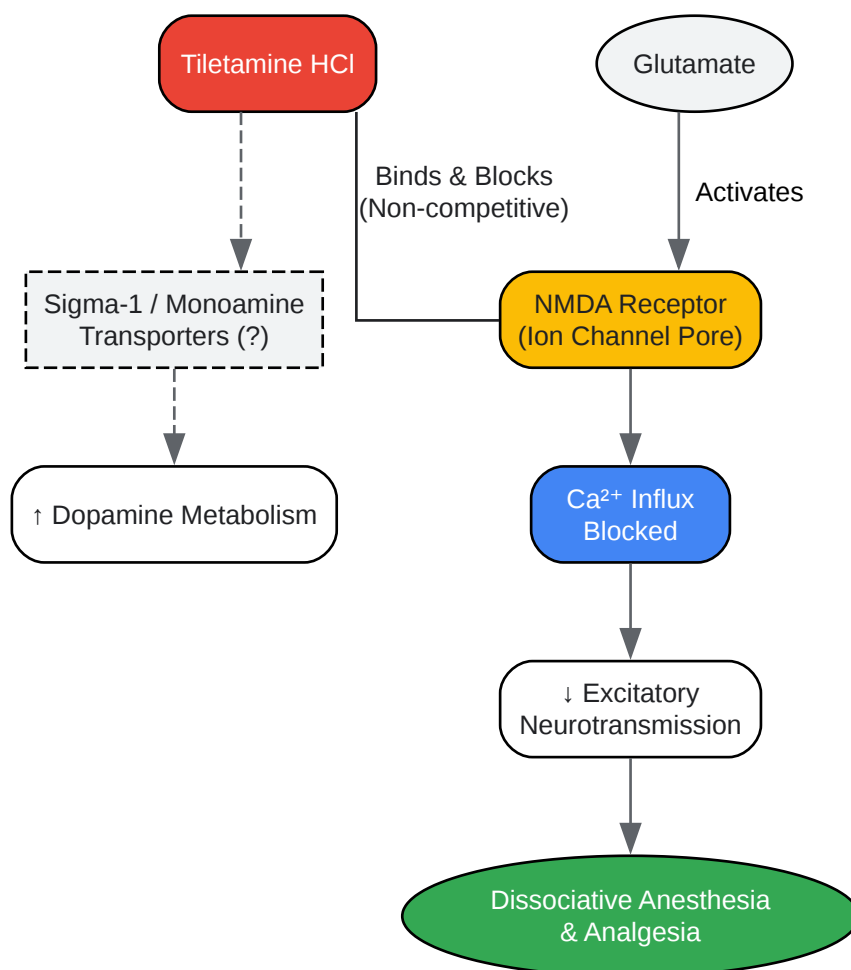 Tiletamine HCl
Glutamate
Binds & Blocks
(Non-competitive)
Activates
Sigma-1 / Monoamine
Transporters (?)
NMDA Receptor
(Ion Channel Pore)
↑ Dopamine Metabolism
Ca²⁺ Influx
Blocked
↓ Excitatory
Neurotransmission
Dissociative Anesthesia
& Analgesia